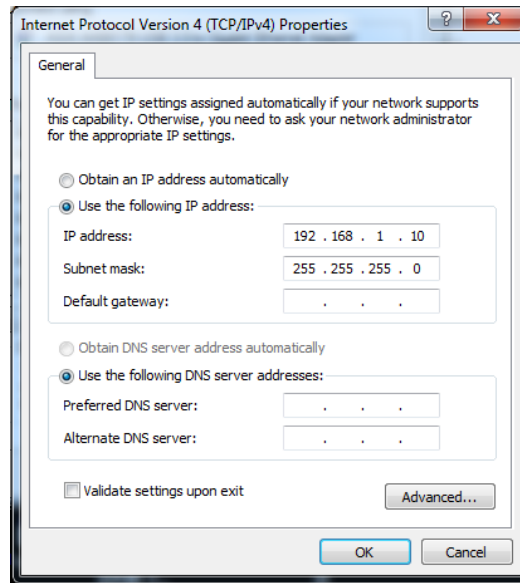 Internet Protocol Version 4 (TCP/IPv4) Properties
General
You can get IP settings assigned automatically if your network supports
this capability. Otherwise, you need to ask your network administrator
for the appropriate IP settings.
Obtain an IP address automatically
Use the following IP address:
IP address: 192 . 168 . 1 . 10
Subnet mask: 255 . 255 . 255 . 0
Default gateway: . . .
Obtain DNS server address automatically
Use the following DNS server addresses:
Preferred DNS server: . . .
Alternate DNS server: . . .
Validate settings upon exit
Advanced...
OK Cancel